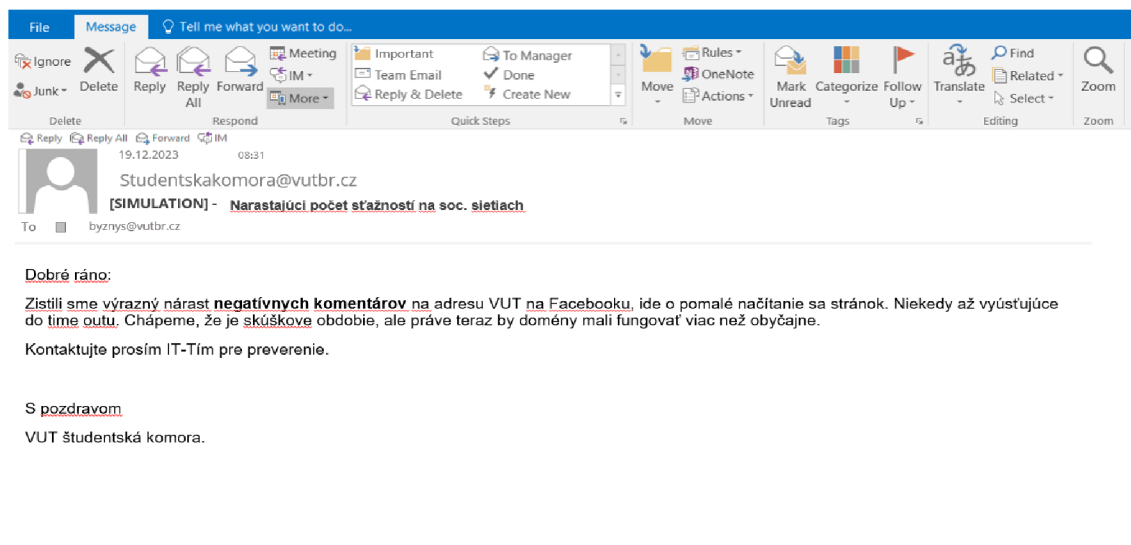 File Message Tell me what you want to do...
Ignore
Junk
Delete
Reply
Reply All
Forward
Meeting
IM
More
Important
Team Email
Reply & Delete
To Manager
Done
Create New
Move
Rules
OneNote
Actions
Mark Unread
Categorize
Follow Up
Translate
Find
Related
Select
Zoom
Delete Respond Quick Steps Move Tags Editing Zoom
Reply Reply All Forward IM
19.12.2023 08:31
Studentskakomora@vutbr.cz
[SIMULATION] - Narastajúci počet sťažností na soc. sietiach
To byznys@vutbr.cz
Dobré ráno:
Zistili sme výrazný nárast negatívnych komentárov na adresu VUT na Facebooku, ide o pomalé načítanie sa stránok. Niekedy až vyúsťujúce
do time outu. Chápeme, že je skúškove obdobie, ale práve teraz by domény mali fungovať viac než obyčajne.
Kontaktujte prosím IT-Tím pre preverenie.
S pozdravom
VUT študentská komora.